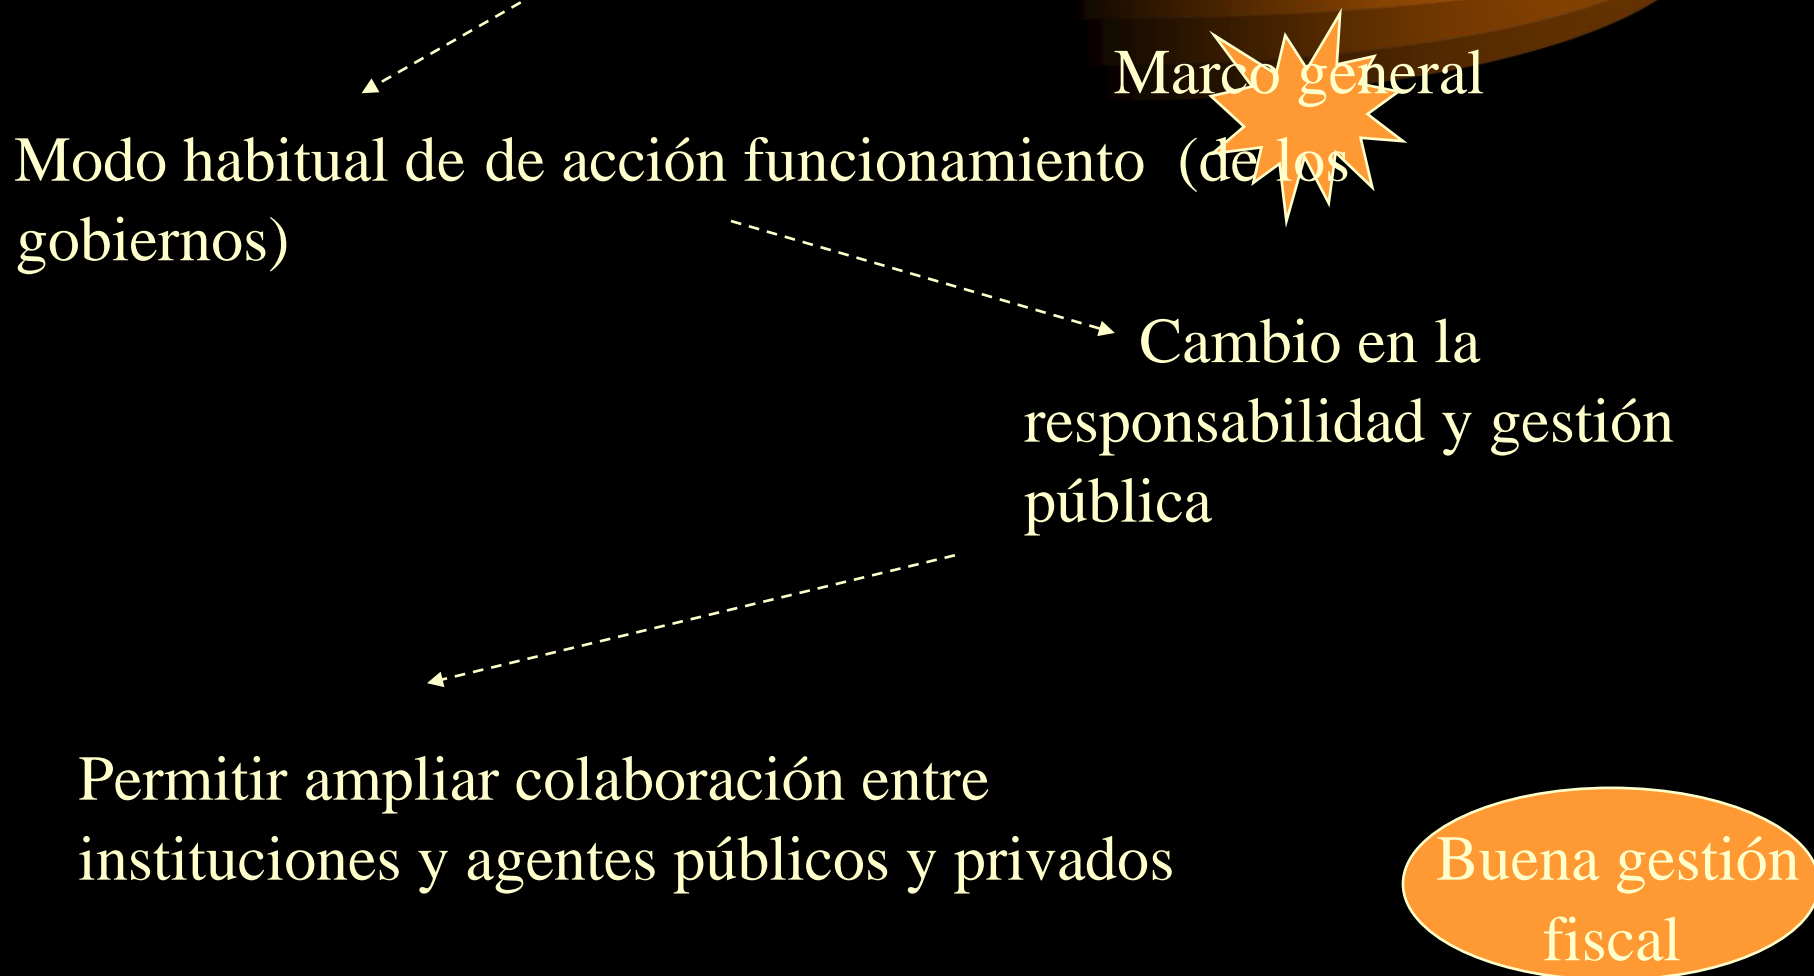 Marco general
Modo habitual de de acción funcionamiento (de los
gobiernos)
Cambio en la
responsabilidad y gestión
pública
Permitir ampliar colaboración entre
instituciones y agentes públicos y privados
Buena gestión
fiscal